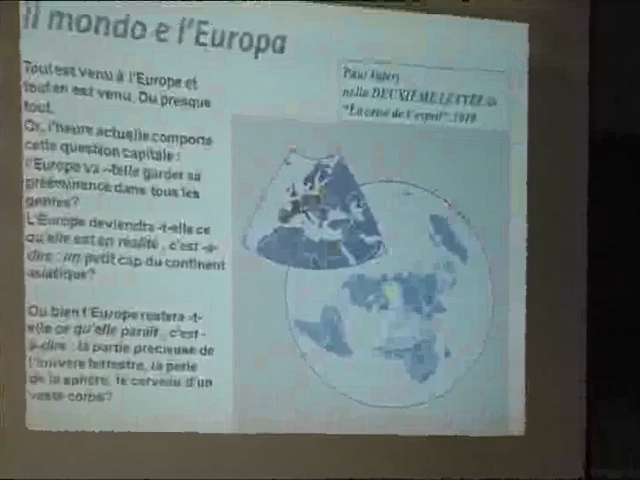 il mondo e l'Europa
Tout est venu à l'Europe et
tout en est venu. Ou presque
tout.
Or, l'heure actuelle comporte
cette question capitale :
l'Europe va-telle garder sa
prééminence dans tous les
genres?
L'Europe deviendra-t-elle ce
qu'elle est en réalité, c'est-à-
dire : un petit cap du continent
asiatique?
Ou bien l'Europe restera-t-
elle ce qu'elle paraît, c'est-
à-dire : la partie précieuse de
l'univers terrestre, la perle
de la sphère, le cerveau d'un
vaste corps?
Paul
nella DEUXIÈME LETTRE
"La crise de l'esprit", 1919